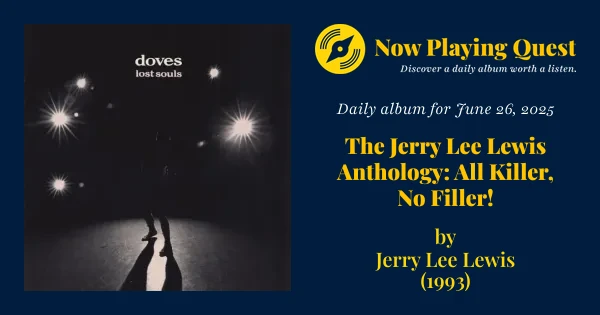 doves
lost souls
Now Playing Quest
Discover a daily album worth a listen.
Daily album for June 26, 2025
The Jerry Lee Lewis
Anthology: All Killer,
No Filler!
by
Jerry Lee Lewis
(1993)